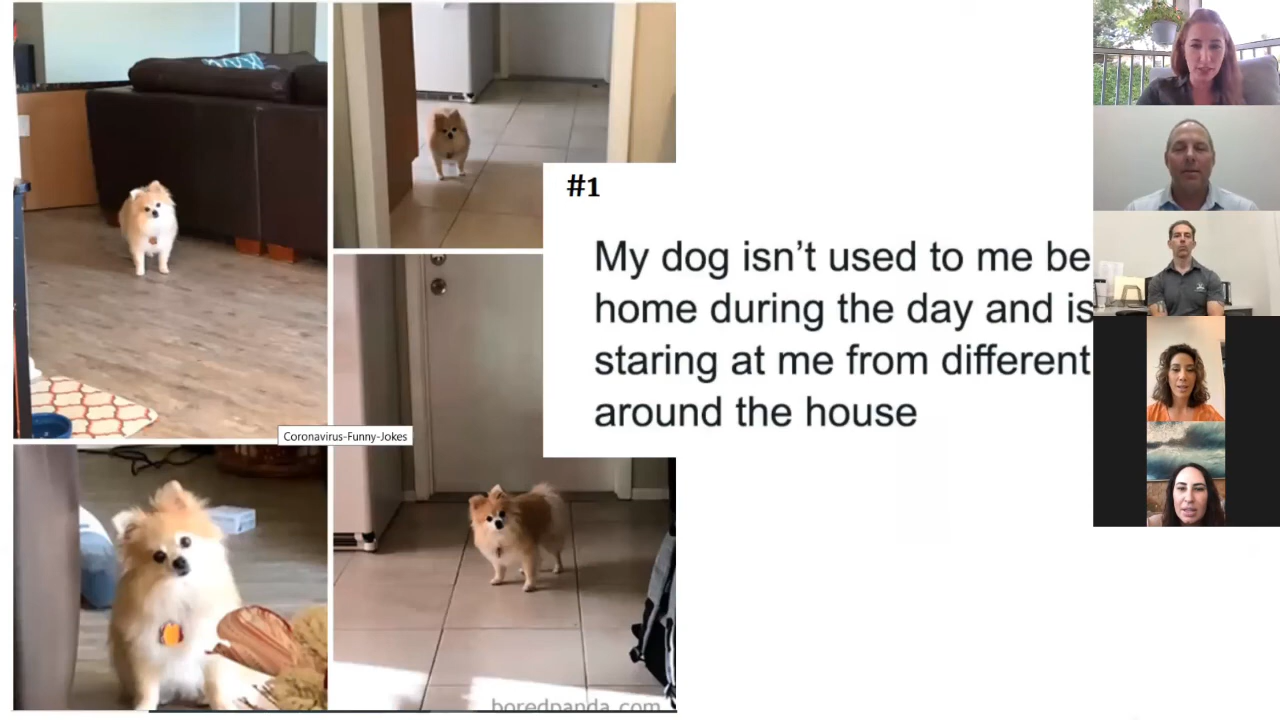 #1
My dog isn't used to me be
home during the day and is
staring at me from different
around the house
Coronavirus-Funny-Jokes
boredpanda.com